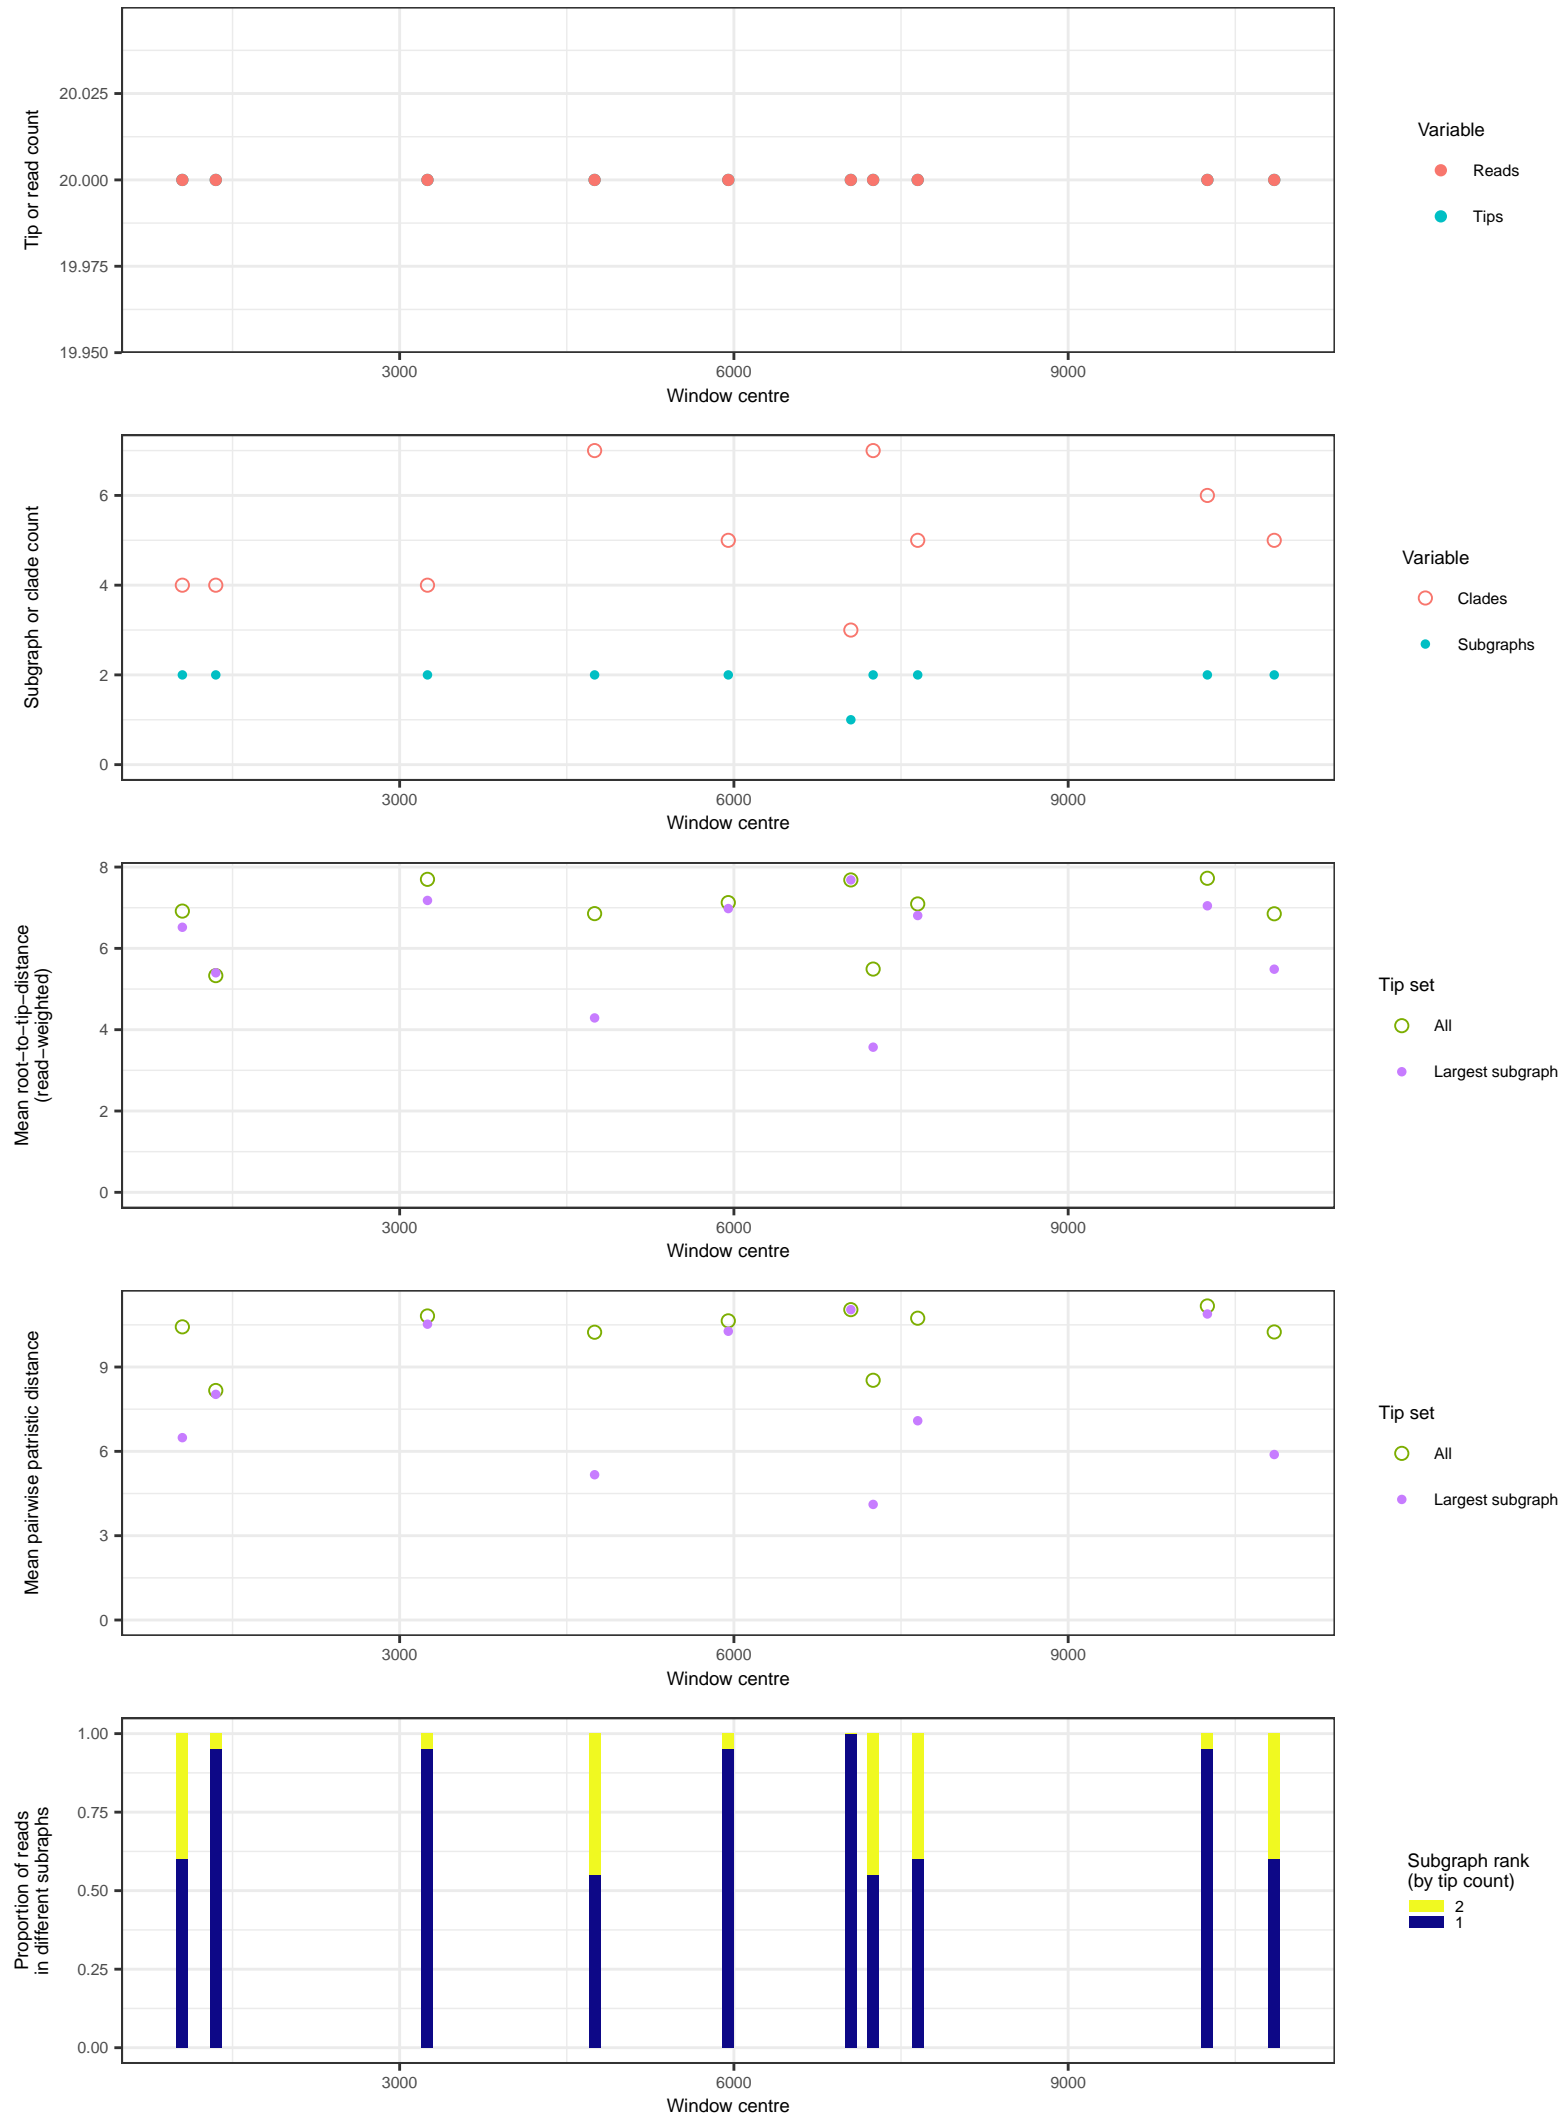 Tip or read count
20.025
20.000
19.975
19.950
3000 6000 9000
Window centre
Variable
Reads
Tips
Subgraph or clade count
6
4
2
0
3000 6000 9000
Window centre
Variable
Clades
Subgraphs
Mean root−to−tip−distance
(read−weighted)
8
6
4
2
0
3000 6000 9000
Window centre
Tip set
All
Largest subgraph
Mean pairwise patristic distance
9
6
3
0
3000 6000 9000
Window centre
Tip set
All
Largest subgraph
Proportion of reads
in different subraphs
1.00
0.75
0.50
0.25
0.00
3000 6000 9000
Window centre
Subgraph rank
(by tip count)
2
1